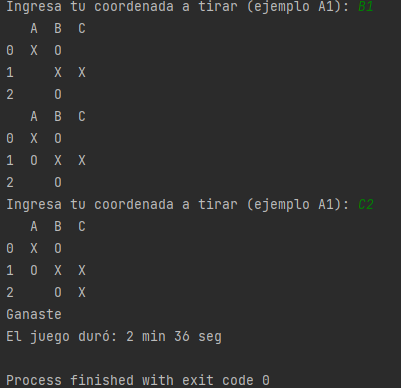 Ingresa tu coordenada a tirar (ejemplo A1): B1
   A  B  C
0  X  O
1     X  X
2     O
   A  B  C
0  X  O
1  O  X  X
2     O
Ingresa tu coordenada a tirar (ejemplo A1): C2
   A  B  C
0  X  O
1  O  X  X
2     O  X
Ganaste
El juego duró: 2 min 36 seg
Process finished with exit code 0